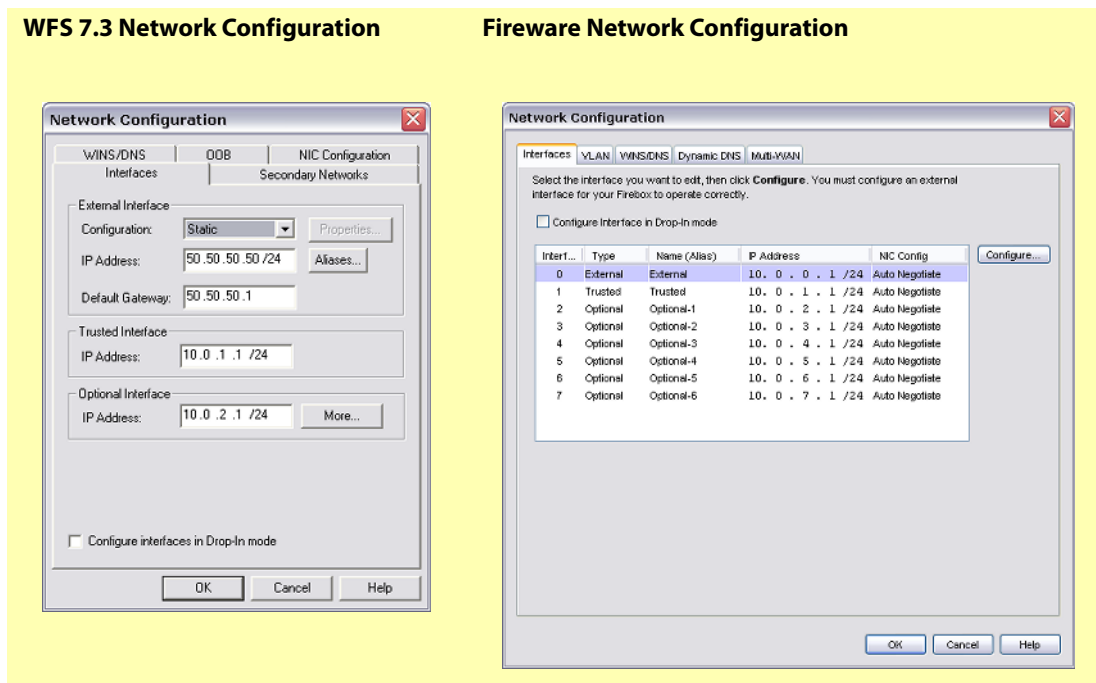 WFS 7.3 Network Configuration
Fireware Network Configuration
Network Configuration
WINS/DNS OOB NIC Configuration
Interfaces Secondary Networks
External Interface
Configuration: Static Properties...
IP Address: 50 .50 .50 .50 /24 Aliases...
Default Gateway: 50 .50 .50 .1
Trusted Interface
IP Address: 10 .0 .1 .1 /24
Optional Interface
IP Address: 10 .0 .2 .1 /24 More...
Configure interfaces in Drop-In mode
OK Cancel Help
Network Configuration
Interfaces VLAN WINS/DNS Dynamic DNS Multi-WAN
Select the interface you want to edit, then click Configure. You must configure an external
interface for your Firebox to operate correctly.
Configure Interface in Drop-In mode
Interf... Type Name (Alias) IP Address NIC Config Configure...
0 External External 10. 0 . 0 . 1 /24 Auto Negotiate
1 Trusted Trusted 10. 0 . 1 . 1 /24 Auto Negotiate
2 Optional Optional-1 10. 0 . 2 . 1 /24 Auto Negotiate
3 Optional Optional-2 10. 0 . 3 . 1 /24 Auto Negotiate
4 Optional Optional-3 10. 0 . 4 . 1 /24 Auto Negotiate
5 Optional Optional-4 10. 0 . 5 . 1 /24 Auto Negotiate
6 Optional Optional-5 10. 0 . 6 . 1 /24 Auto Negotiate
7 Optional Optional-6 10. 0 . 7 . 1 /24 Auto Negotiate
OK Cancel Help